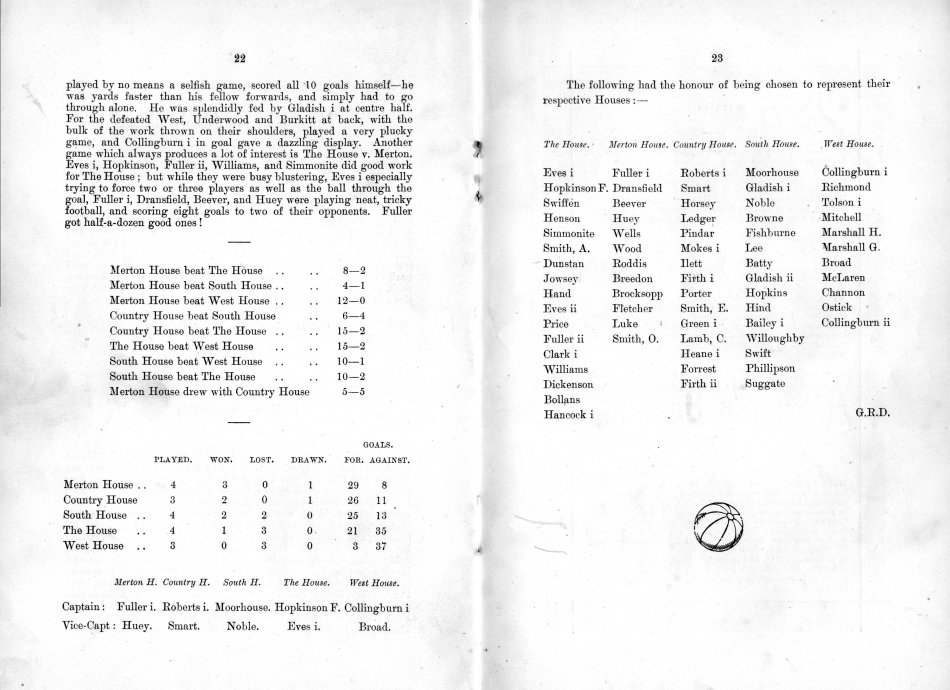 22
played by no means a selfish game, scored all 10 goals himself—he
was yards faster than his fellow forwards, and simply had to go
through alone. He was splendidly fed by Gladish i at centre half.
For the defeated West, Underwood and Burkitt at back, with the
bulk of the work thrown on their shoulders, played a very plucky
game, and Collingburn i in goal gave a dazzling display. Another
game which always produces a lot of interest is The House v. Merton.
Eves i, Hopkinson, Fuller ii, Williams, and Simmonite did good work
for The House; but while they were busy blustering, Eves i especially
trying to force two or three players as well as the ball through the
goal, Fuller i, Dransfield, Beever, and Huey were playing neat, tricky
football, and scoring eight goals to two of their opponents. Fuller
got half-a-dozen good ones!
Merton House beat The House .. .. 8—2
Merton House beat South House .. .. 4—1
Merton House beat West House .. .. 12—0
Country House beat South House .. 6—4
Country House beat The House .. .. 15—2
The House beat West House .. .. 15—2
South House beat West House .. .. 10—1
South House beat The House .. .. 10—2
Merton House drew with Country House 5—5
GOALS.
PLAYED. WON. LOST. DRAWN. FOR. AGAINST.
Merton House .. 4 3 0 1 29 8
Country House 3 2 0 1 26 11
South House .. 4 2 2 0 25 13
The House .. 4 1 3 0 21 35
West House .. 3 0 3 0 3 37
Merton H. Country H. South H. The House. West House.
Captain: Fuller i. Roberts i. Moorhouse. Hopkinson F. Collingburn i
Vice-Capt: Huey. Smart. Noble. Eves i. Broad.
23
The following had the honour of being chosen to represent their
respective Houses:—
The House. Merton House. Country House. South House. West House.
Eves i Fuller i Roberts i Moorhouse Collingburn i
Hopkinson F. Dransfield Smart Gladish i Richmond
Swiffen Beever Horsey Noble Tolson i
Henson Huey Ledger Browne Mitchell
Simmonite Wells Pindar Fishburne Marshall H.
Smith, A. Wood Mokes i Lee Marshall G.
Dunstan Roddis Ilett Batty Broad
Jowsey Breedon Firth i Gladish ii McLaren
Hand Brocksopp Porter Hopkins Channon
Eves ii Fletcher Smith, E. Hind Ostick
Price Luke Green i Bailey i Collingburn ii
Fuller ii Smith, O. Lamb, C. Willoughby
Clark i Heane i Swift
Williams Forrest Phillipson
Dickenson Firth ii Suggate
Bollans
Hancock i
G.R.D.